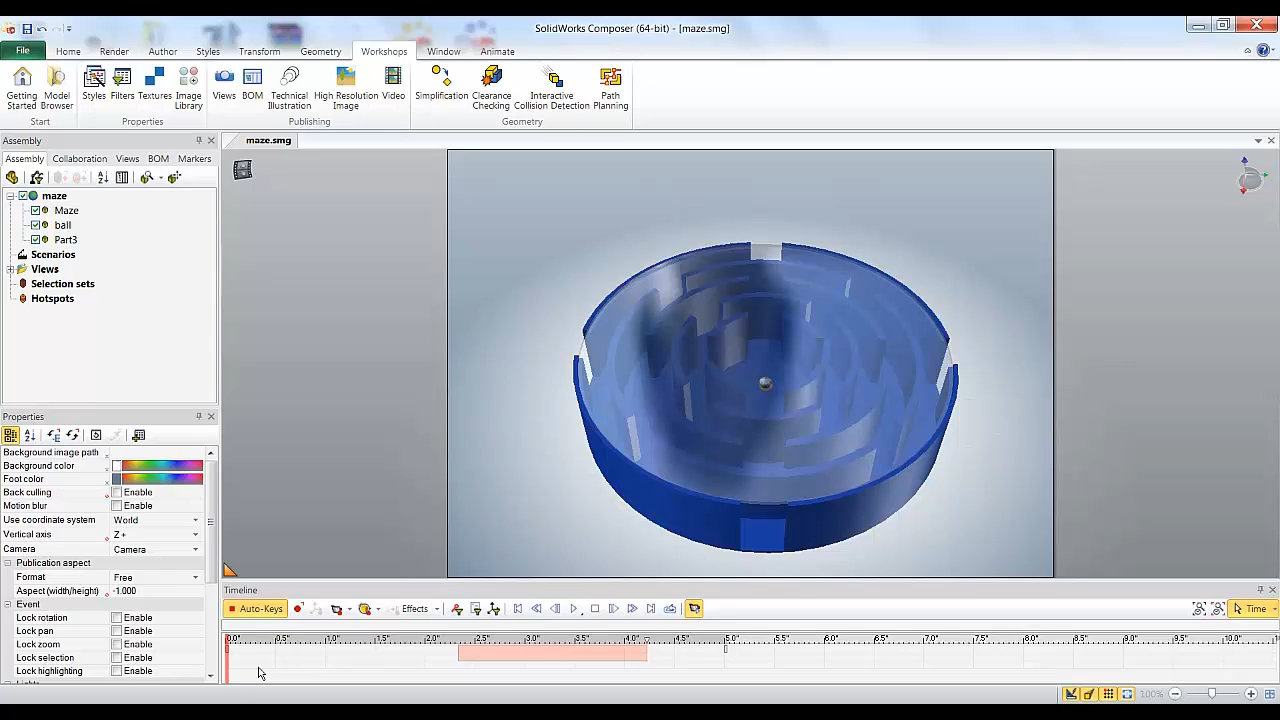 SolidWorks Composer (64-bit) - [maze.smg]
File Home Render Author Styles Transform Geometry Workshops Window Animate
Getting Started Model Browser Styles Filters Textures Image Library Views BOM Technical Illustration High Resolution Image Video Simplification Clearance Checking Interactive Collision Detection Path Planning
Start Properties Publishing Geometry
Assembly
maze.smg
Assembly Collaboration Views BOM Markers
maze
Maze
ball
Part3
Scenarios
Views
Selection sets
Hotspots
Properties
Background image path
Background color
Foot color
Back culling Enable
Motion blur Enable
Use coordinate system World
Vertical axis Z+
Camera Camera
Publication aspect
Format Free
Aspect (width/height) -1.000
Event
Lock rotation Enable
Lock pan Enable
Lock zoom Enable
Lock selection Enable
Lock highlighting Enable
Timeline
Auto-Keys Effects Time
0.0" 0.5" 1.0" 1.5" 2.0" 2.5" 3.0" 3.5" 4.0" 4.5" 5.0" 5.5" 6.0" 6.5" 7.0" 7.5" 8.0" 8.5" 9.0" 9.5" 10.0"
100%